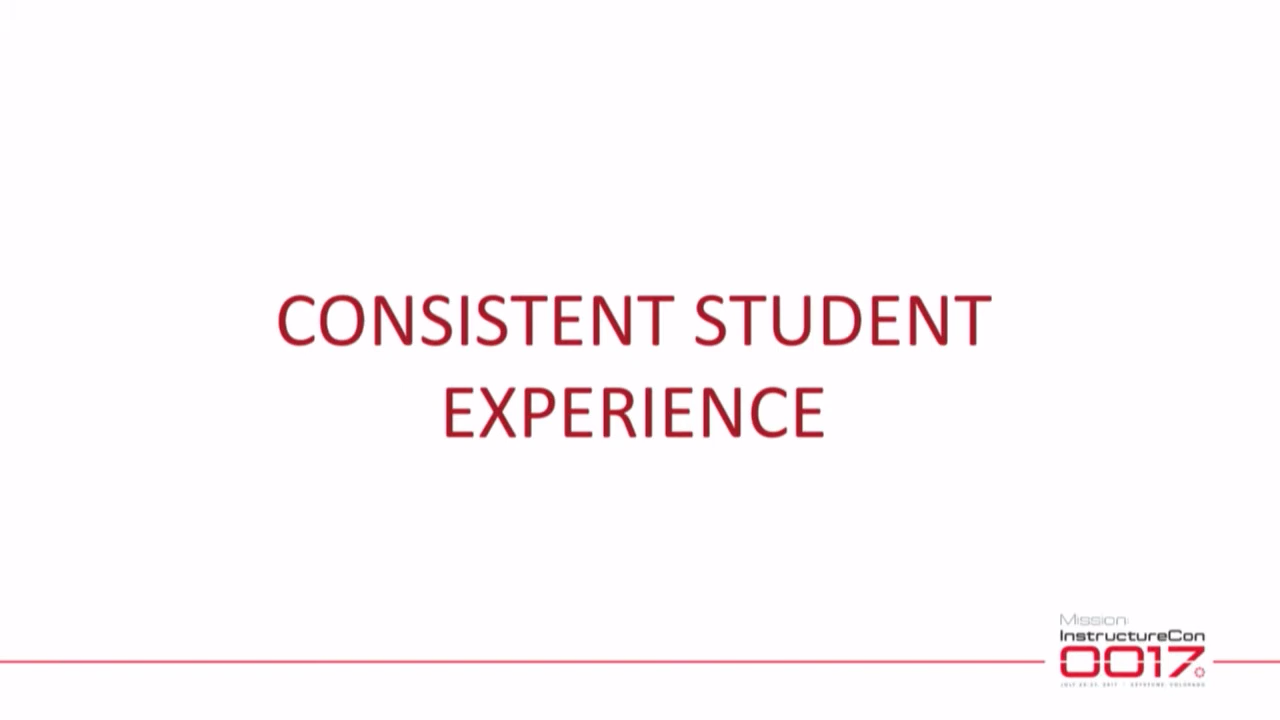 CONSISTENT STUDENT
EXPERIENCE
Mission:
InstructureCon
0017